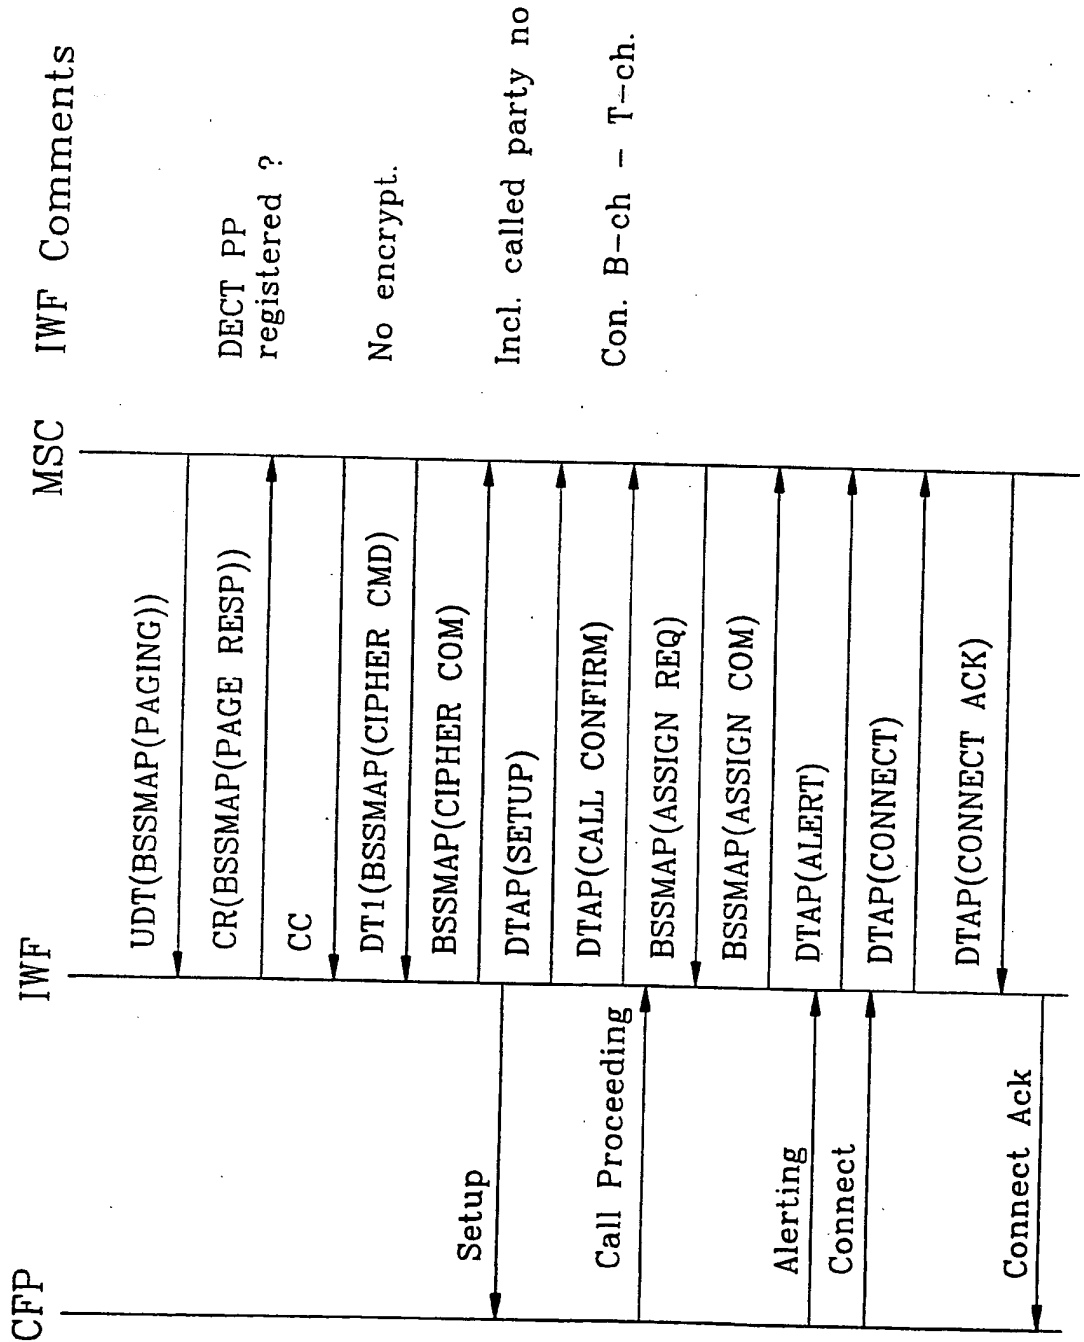 CFP
IWF
MSC
IWF Comments
UDT(BSSMAP(PAGING))
CR(BSSMAP(PAGE RESP))
DECT PP
registered ?
CC
DT1(BSSMAP(CIPHER CMD)
No encrypt.
BSSMAP(CIPHER COM)
Setup
DTAP(SETUP)
Incl. called party no
DTAP(CALL CONFIRM)
Call Proceeding
BSSMAP(ASSIGN REQ)
Con. B-ch - T-ch.
BSSMAP(ASSIGN COM)
Alerting
DTAP(ALERT)
Connect
DTAP(CONNECT)
DTAP(CONNECT ACK)
Connect Ack